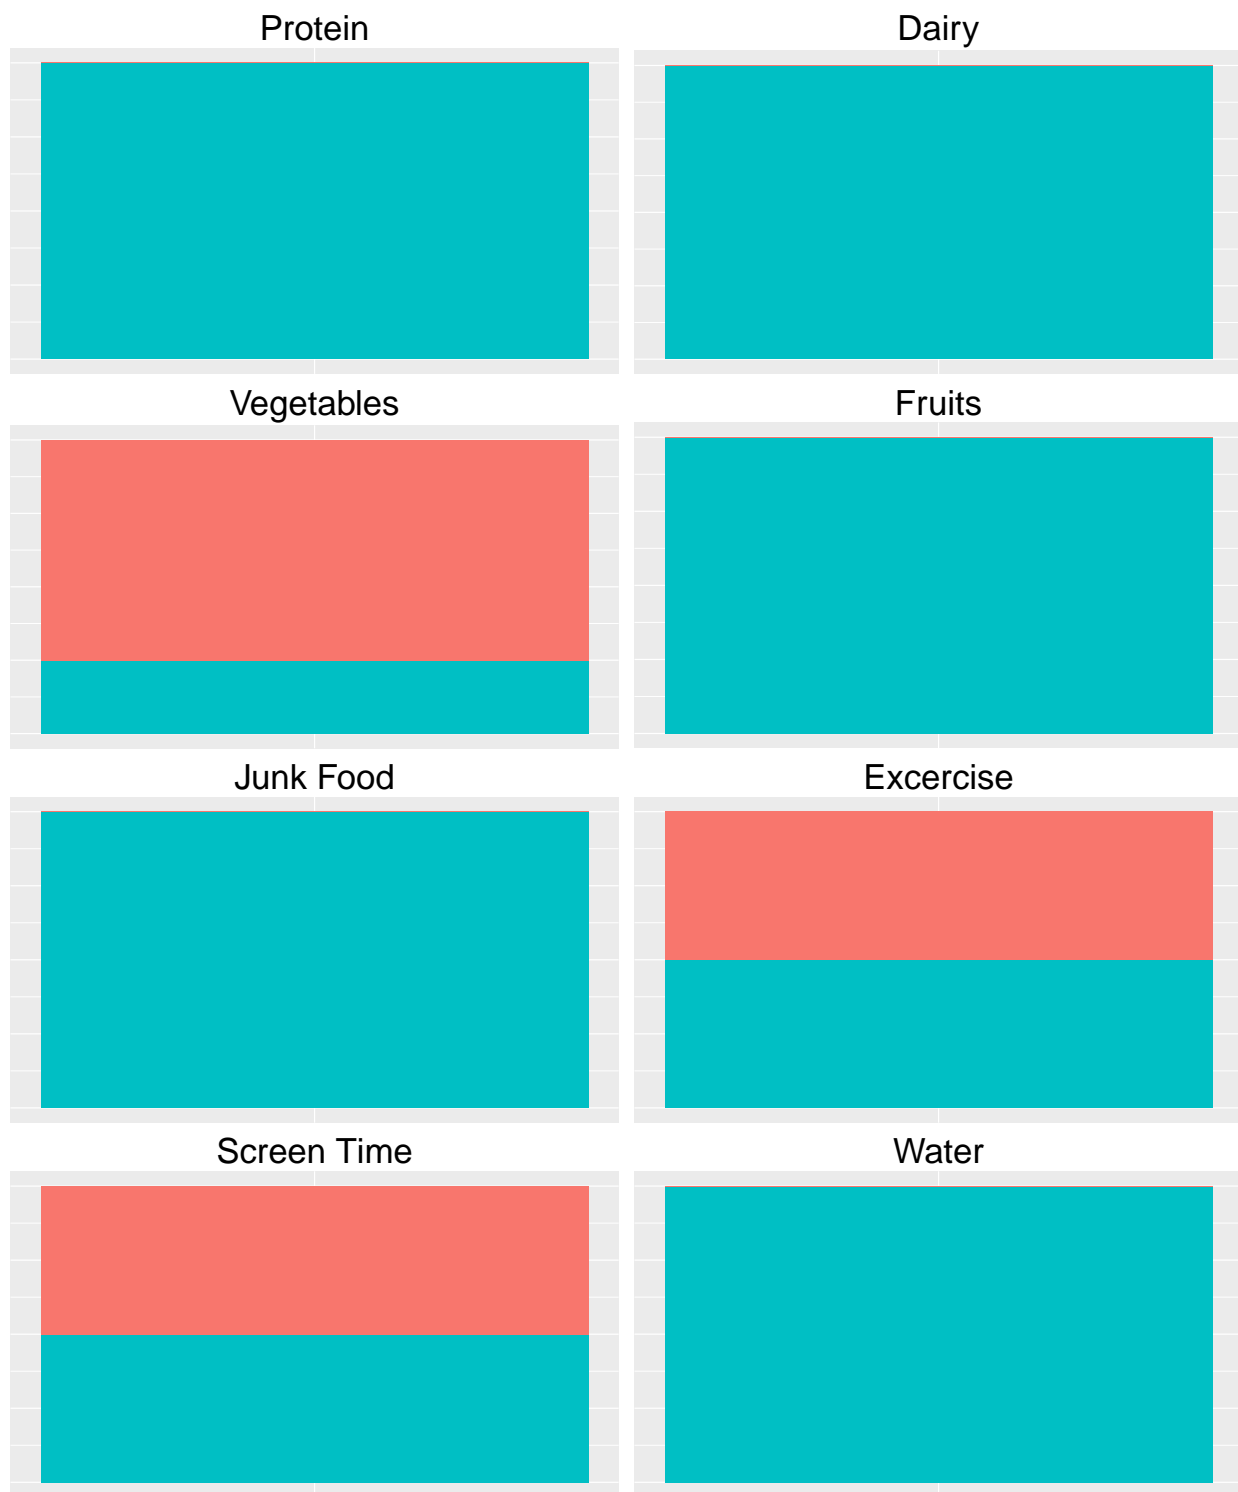 Protein
Dairy
Vegetables
Fruits
Junk Food
Excercise
Screen Time
Water